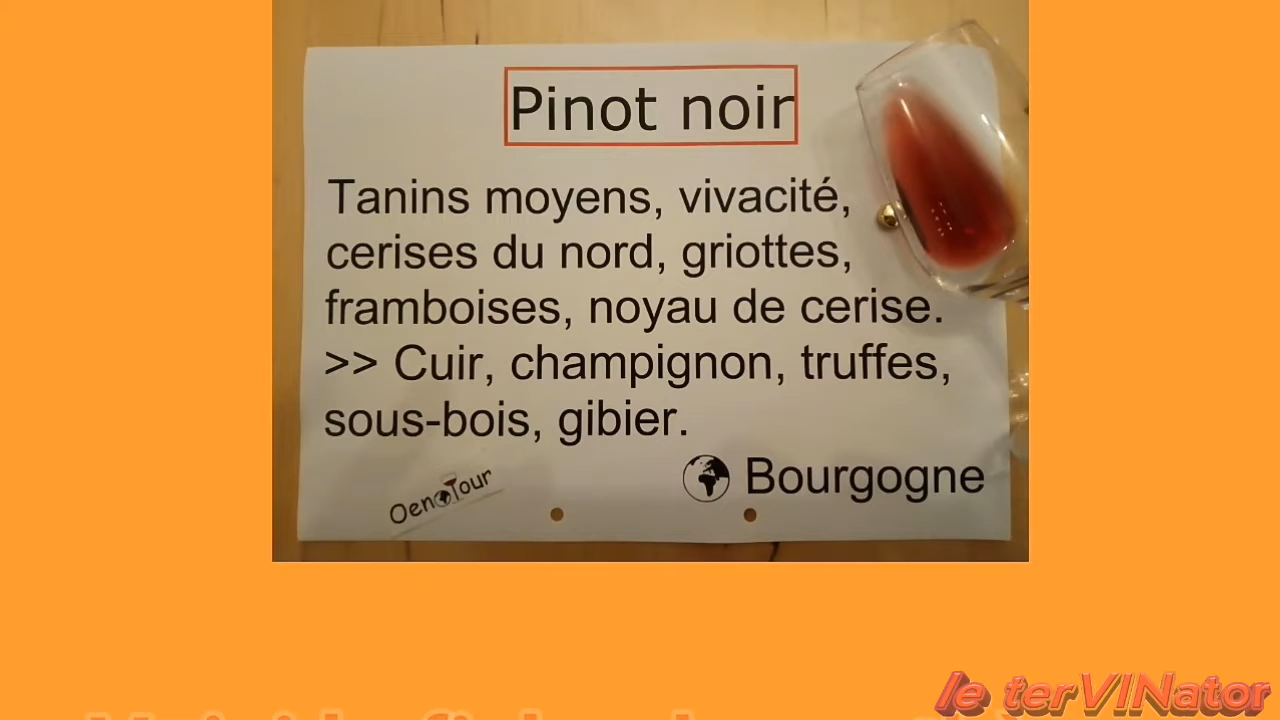 Pinot noir
Tanins moyens, vivacité,
cerises du nord, griottes,
framboises, noyau de cerise.
>> Cuir, champignon, truffes,
sous-bois, gibier.
Bourgogne
OenoTour
le terVINator